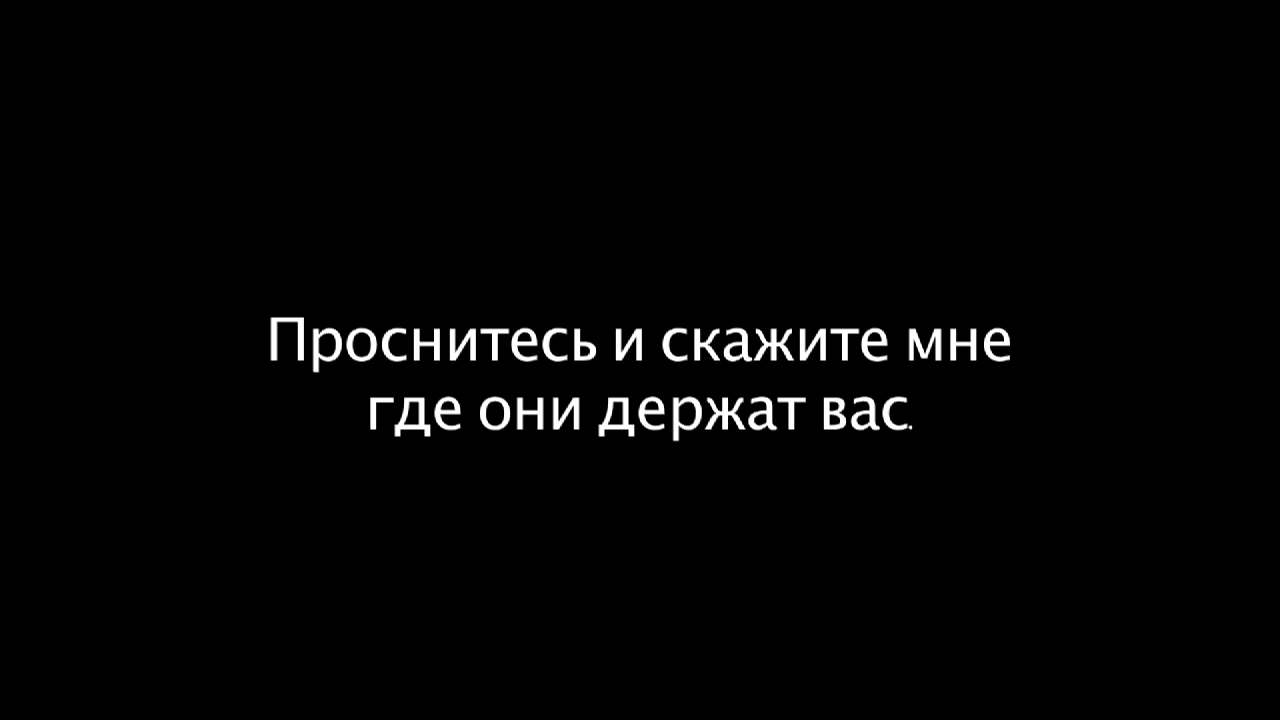 Проснитесь и скажите мне
где они держат вас.